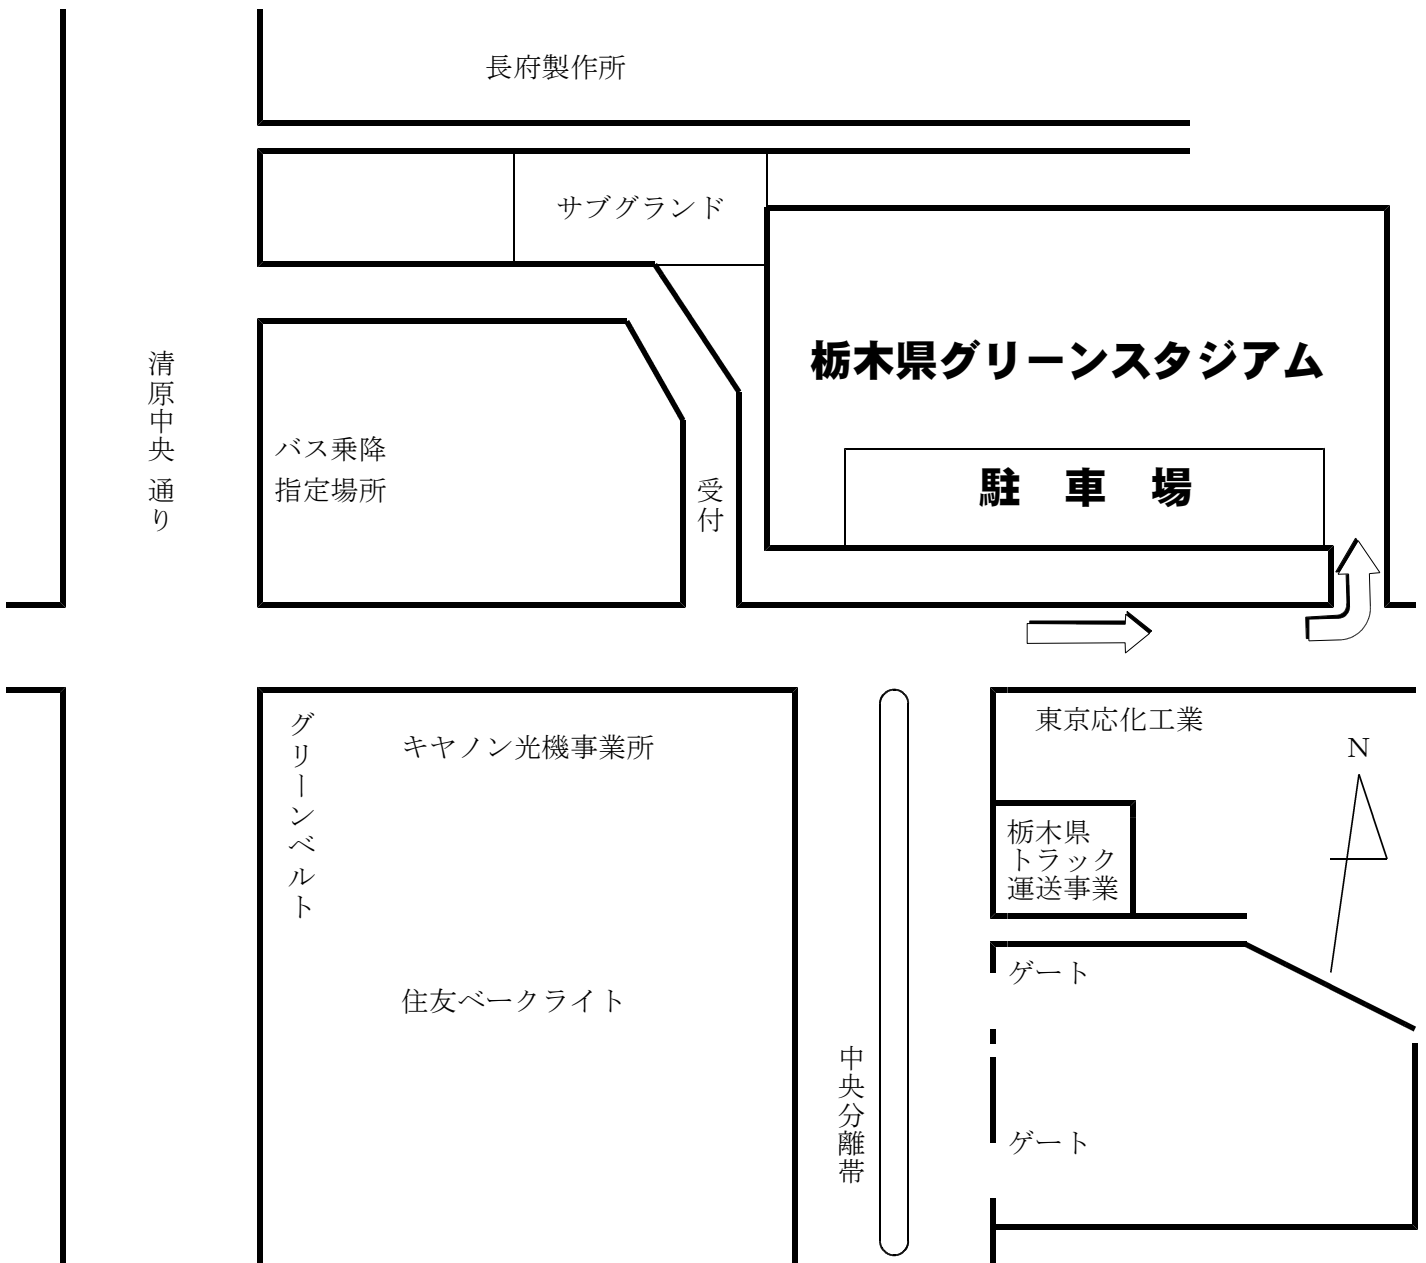 長府製作所
サブグランド
栃木県グリーンスタジアム
清原中央通り
バス乗降
指定場所
受付
駐車場
グリーンベルト
キヤノン光機事業所
東京応化工業
N
栃木県
トラック
運送事業
住友ベークライト
ゲート
中央分離帯
ゲート